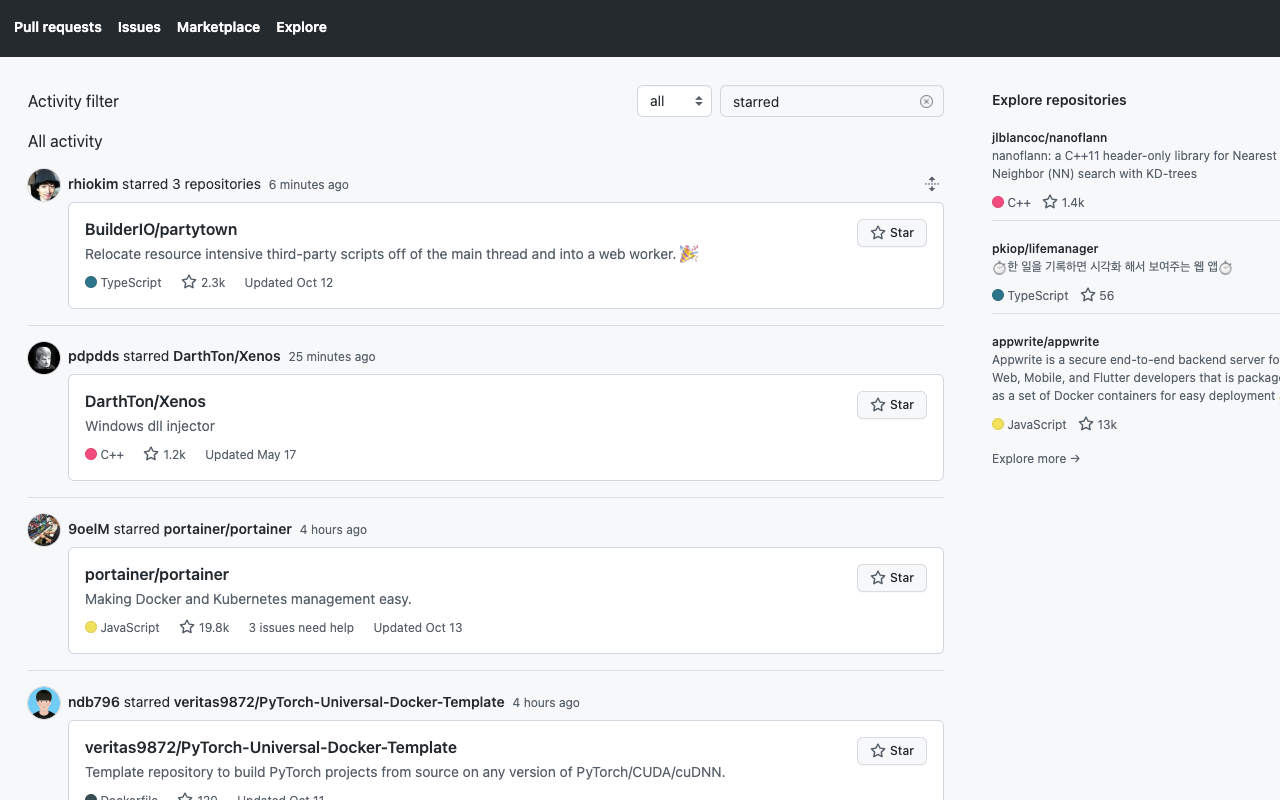 Pull requests Issues Marketplace Explore
Activity filter
all
starred
All activity
rhiokim starred 3 repositories 6 minutes ago
BuilderIO/partytown
Star
Relocate resource intensive third-party scripts off of the main thread and into a web worker. 🎉
TypeScript 2.3k Updated Oct 12
pdpdds starred DarthTon/Xenos 25 minutes ago
DarthTon/Xenos
Star
Windows dll injector
C++ 1.2k Updated May 17
9oelM starred portainer/portainer 4 hours ago
portainer/portainer
Star
Making Docker and Kubernetes management easy.
JavaScript 19.8k 3 issues need help Updated Oct 13
ndb796 starred veritas9872/PyTorch-Universal-Docker-Template 4 hours ago
veritas9872/PyTorch-Universal-Docker-Template
Star
Template repository to build PyTorch projects from source on any version of PyTorch/CUDA/cuDNN.
Dockerfile 120 Updated Oct 11
Explore repositories
jlblancoc/nanoflann
nanoflann: a C++11 header-only library for Nearest
Neighbor (NN) search with KD-trees
C++ 1.4k
pkiop/lifemanager
⏱한 일을 기록하면 시각화 해서 보여주는 웹 앱⏱
TypeScript 56
appwrite/appwrite
Appwrite is a secure end-to-end backend server fo
Web, Mobile, and Flutter developers that is package
as a set of Docker containers for easy deployment
JavaScript 13k
Explore more →